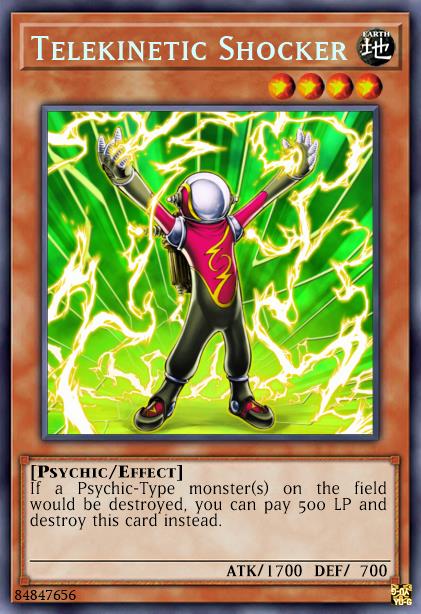 Telekinetic Shocker
EARTH
地
[Psychic/Effect]
If a Psychic-Type monster(s) on the field
would be destroyed, you can pay 500 LP and
destroy this card instead.
ATK/1700 DEF/ 700
84847656